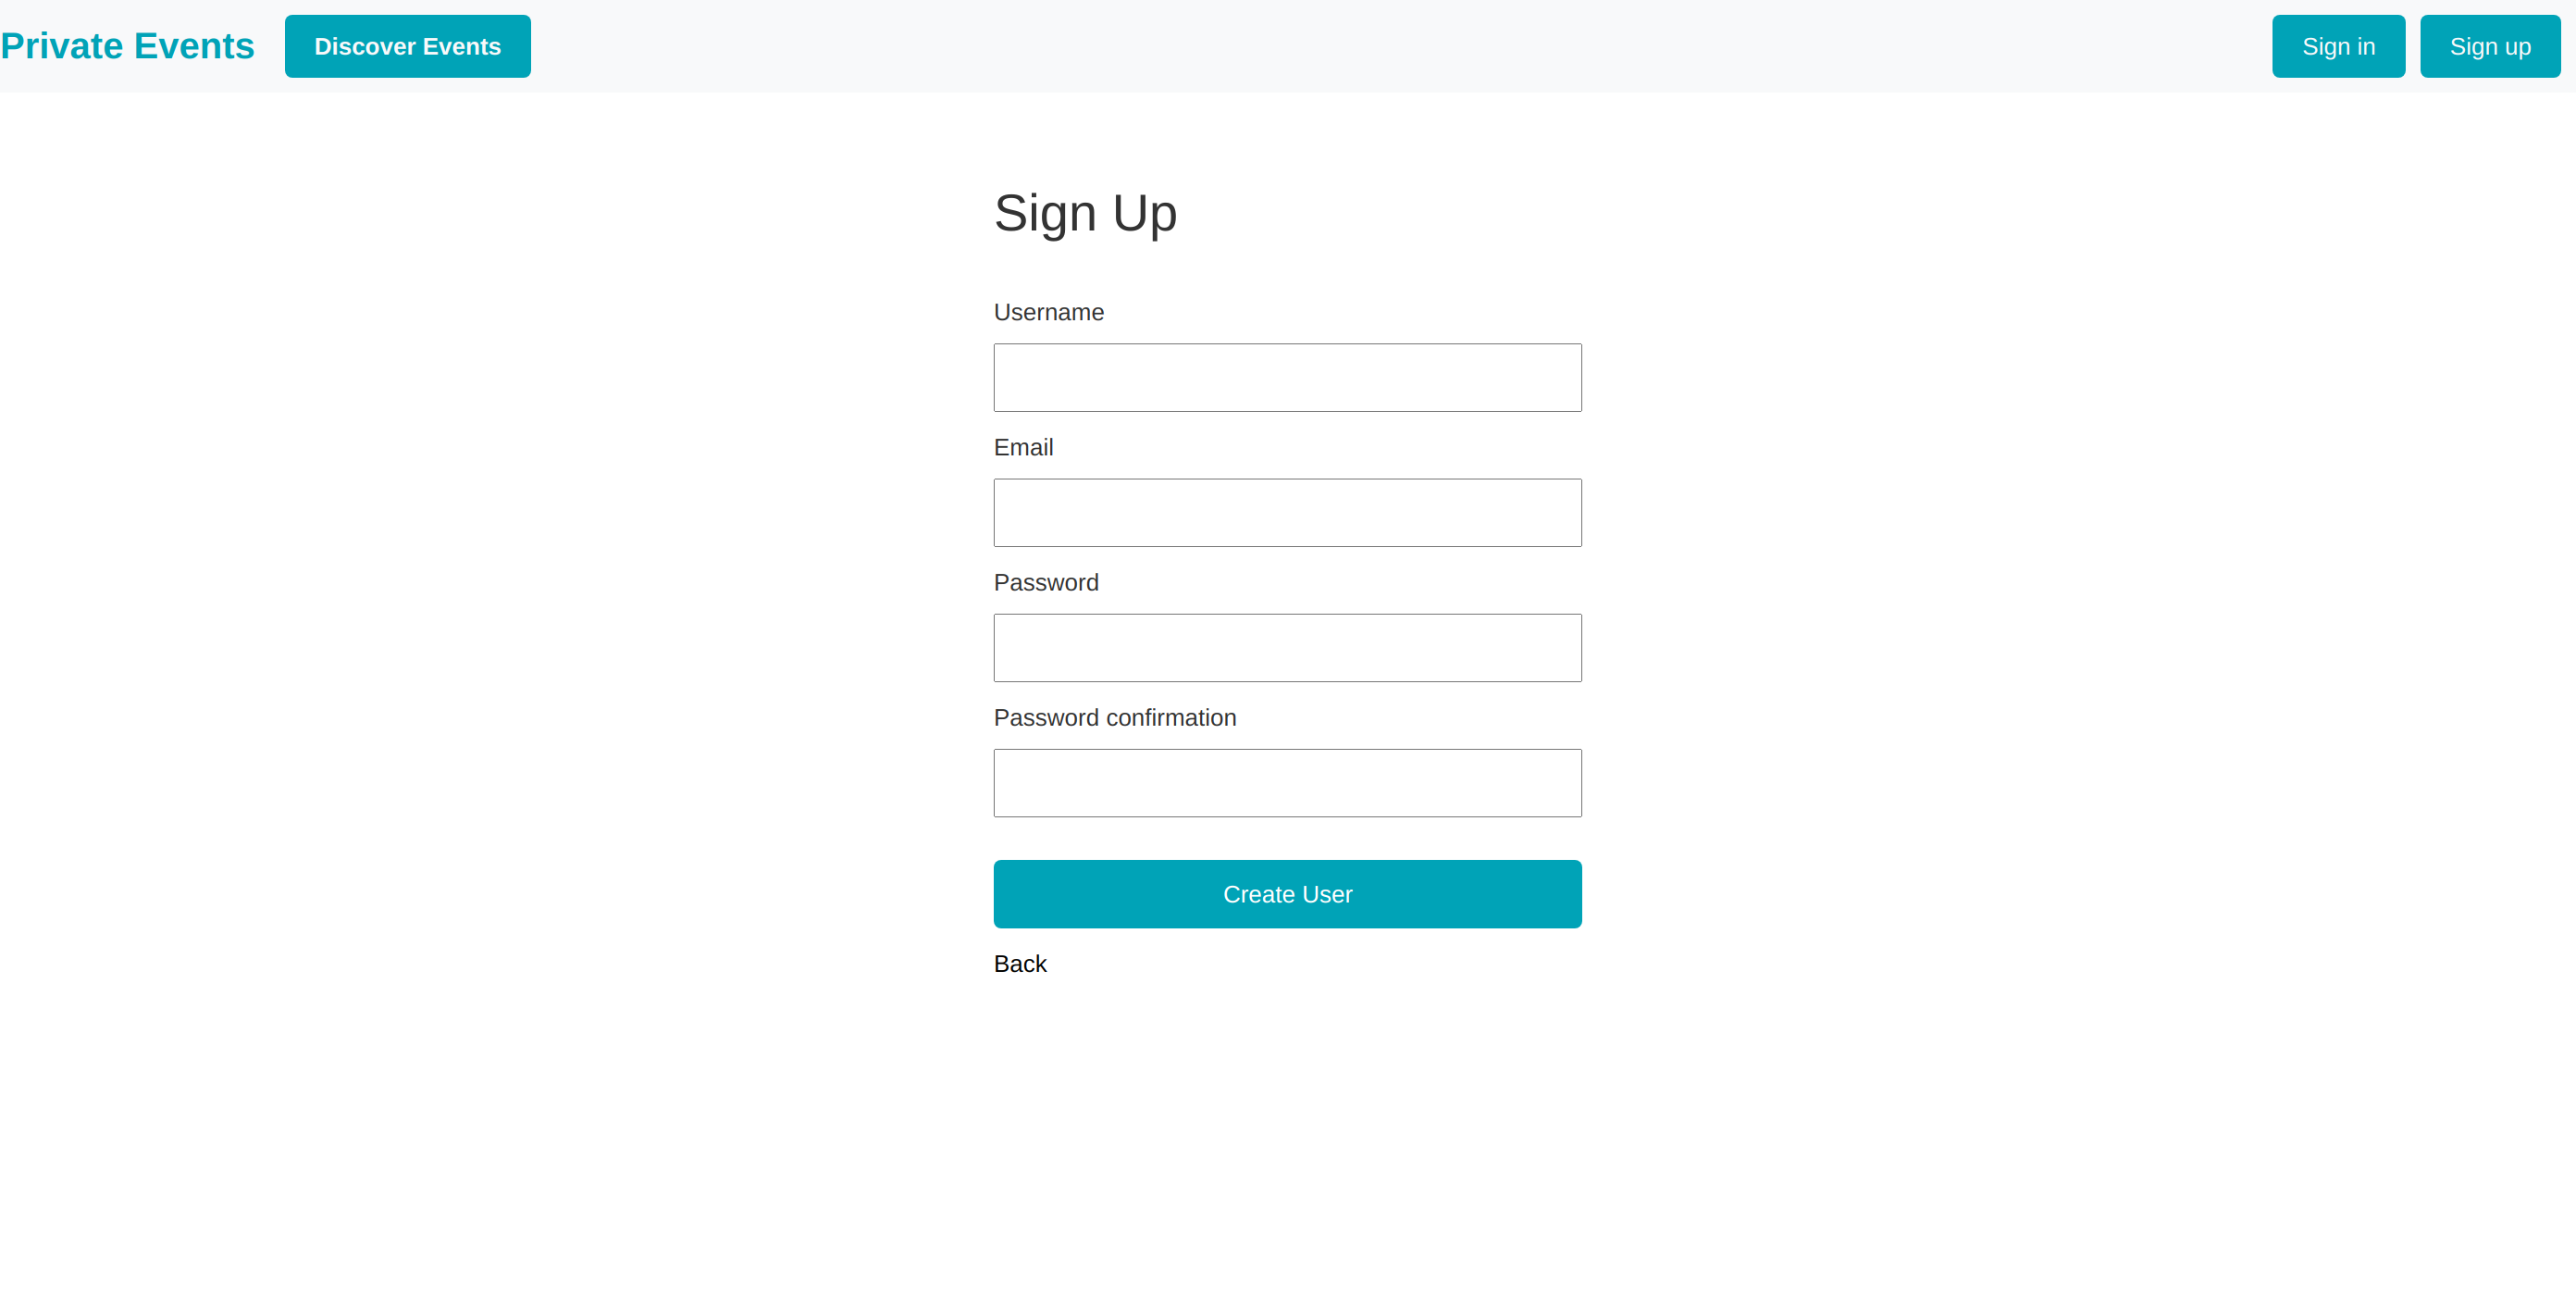 Private Events Discover Events Sign in Sign up
Sign Up
Username
Email
Password
Password confirmation
Create User
Back